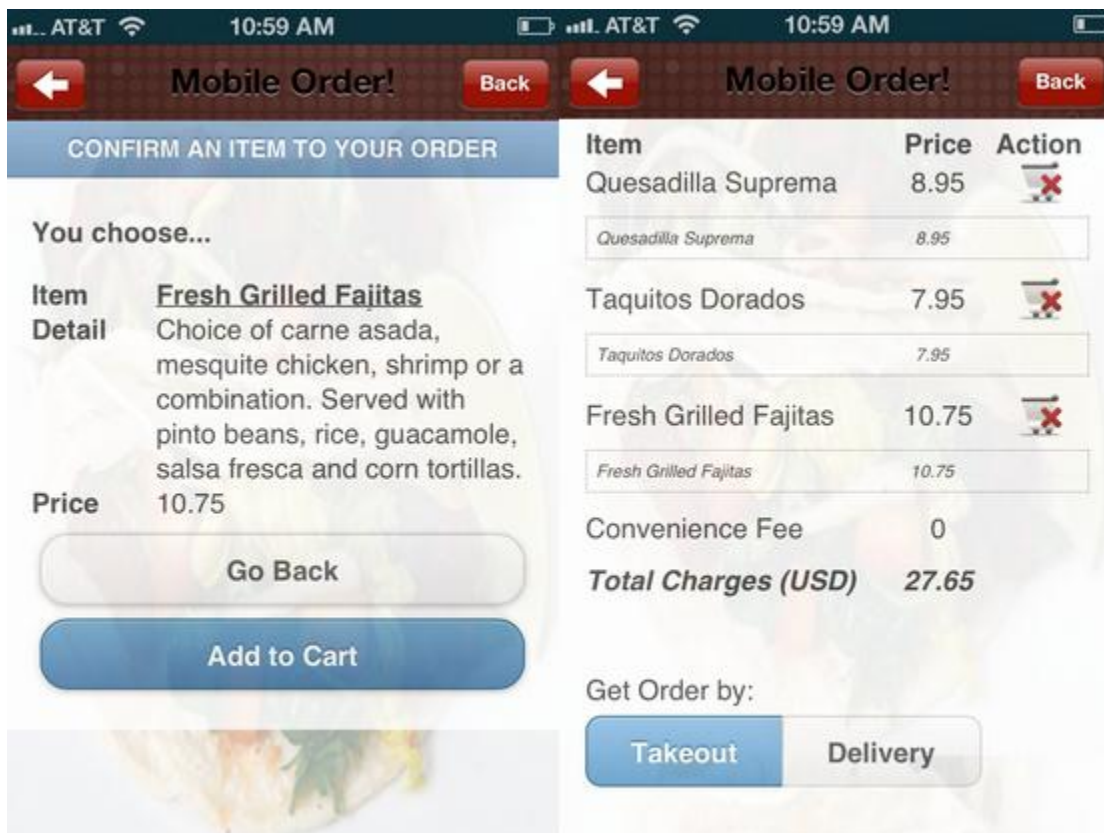 AT&T 10:59 AM
Mobile Order! Back
CONFIRM AN ITEM TO YOUR ORDER
You choose...
Item Fresh Grilled Fajitas
Detail Choice of carne asada,
mesquite chicken, shrimp or a
combination. Served with
pinto beans, rice, guacamole,
salsa fresca and corn tortillas.
Price 10.75
Go Back
Add to Cart
AT&T 10:59 AM
Mobile Order! Back
Item Price Action
Quesadilla Suprema 8.95
Quesadilla Suprema 8.95
Taquitos Dorados 7.95
Taquitos Dorados 7.95
Fresh Grilled Fajitas 10.75
Fresh Grilled Fajitas 10.75
Convenience Fee 0
Total Charges (USD) 27.65
Get Order by:
Takeout Delivery